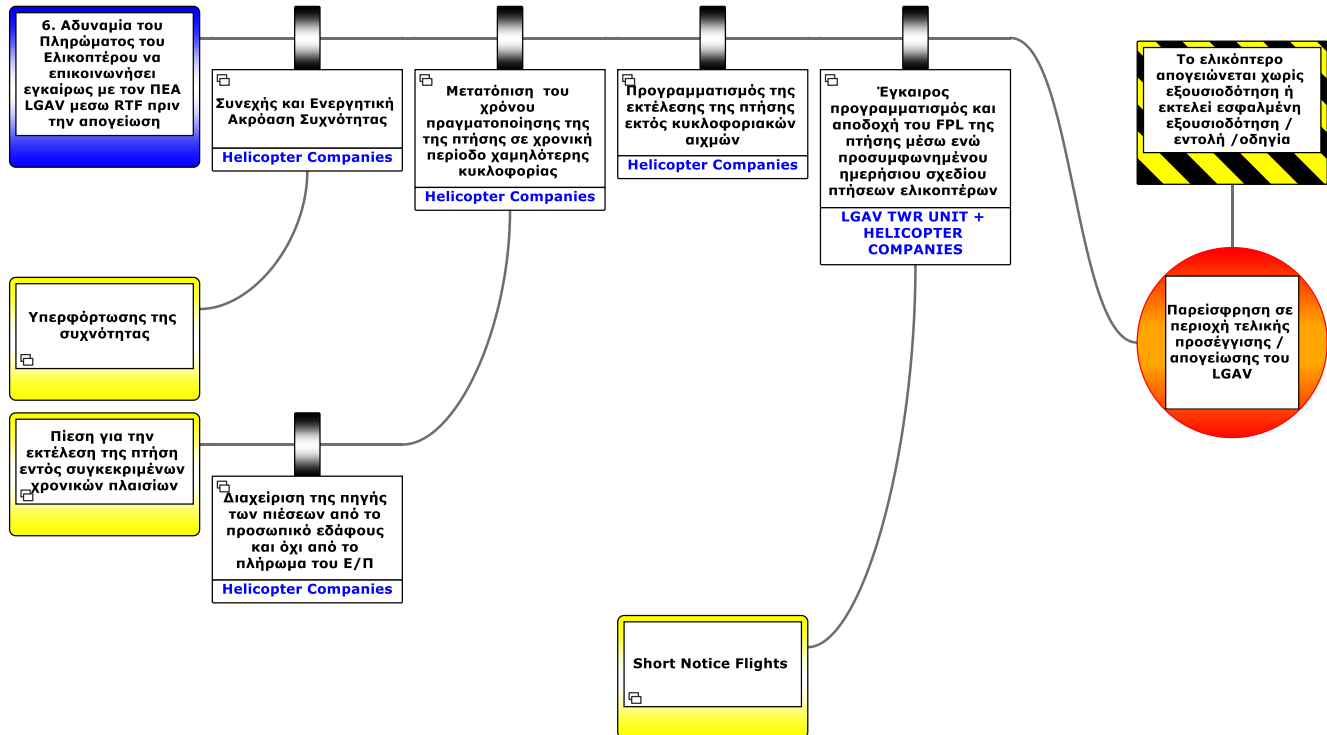 6. Αδυναμία του
Πληρώματος του
Ελικοπτέρου να
επικοινωνήσει
εγκαίρως με τον ΠΕΑ
LGAV μεσω RTF πριν
την απογείωση
Συνεχής και Ενεργητική
Ακρόαση Συχνότητας
Helicopter Companies
Μετατόπιση του
χρόνου
πραγματοποίησης της
της πτήσης σε χρονική
περίοδο χαμηλότερης
κυκλοφορίας
Helicopter Companies
Προγραμματισμός της
εκτέλεσης της πτήσης
εκτός κυκλοφοριακών
αιχμών
Helicopter Companies
Έγκαιρος
προγραμματισμός και
αποδοχή του FPL της
πτήσης μέσω ενώ
προσυμφωνημένου
ημερήσιου σχεδίου
πτήσεων ελικοπτέρων
LGAV TWR UNIT +
HELICOPTER
COMPANIES
Το ελικόπτερο
απογειώνεται χωρίς
εξουσιοδότηση ή
εκτελεί εσφαλμένη
εξουσιοδότηση /
εντολή /οδηγία
Παρείσφρηση σε
περιοχή τελικής
προσέγγισης /
απογείωσης του
LGAV
Υπερφόρτωσης της
συχνότητας
Πίεση για την
εκτέλεση της πτήση
εντός συγκεκριμένων
χρονικών πλαισίων
Διαχείριση της πηγής
των πιέσεων από το
προσωπικό εδάφους
και όχι από το
πλήρωμα του Ε/Π
Helicopter Companies
Short Notice Flights